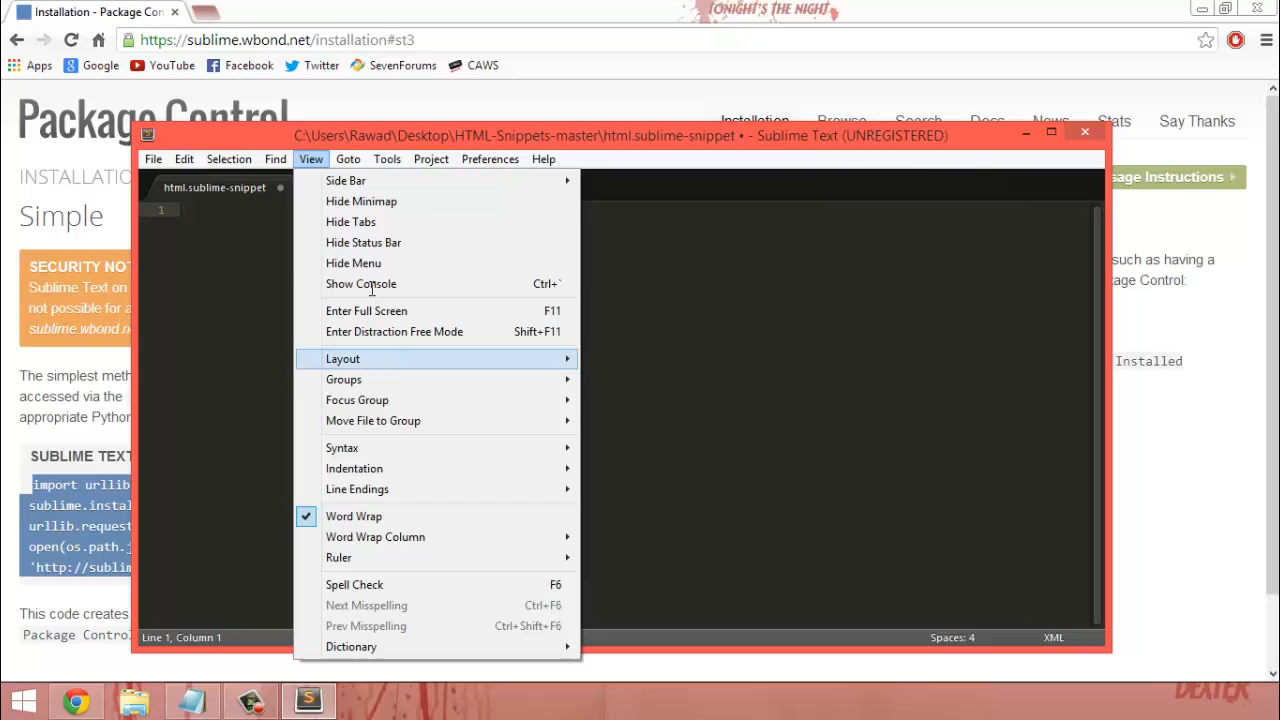 Installation - Package Con
TONIGHT'S THE NIGHT
https://sublime.wbond.net/installation#st3
Apps Google YouTube Facebook Twitter SevenForums CAWS
Package Control
Installation Browse Search Docs News Stats Say Thanks
C:\Users\Rawad\Desktop\HTML-Snippets-master\html.sublime-snippet • - Sublime Text (UNREGISTERED)
File Edit Selection Find View Goto Tools Project Preferences Help
INSTALLATIO
sage Instructions
html.sublime-snippet
1
Simple
Side Bar
Hide Minimap
Hide Tabs
Hide Status Bar
Hide Menu
Show Console Ctrl+`
Enter Full Screen F11
Enter Distraction Free Mode Shift+F11
Layout
Groups
Focus Group
Move File to Group
Syntax
Indentation
Line Endings
Word Wrap
Word Wrap Column
Ruler
Spell Check F6
Next Misspelling Ctrl+F6
Prev Misspelling Ctrl+Shift+F6
Dictionary
SECURITY NOT
Sublime Text on
not possible for a
sublime.wbond.ne
such as having a
ckage Control:
Installed
The simplest meth
accessed via the
appropriate Python
SUBLIME TEXT
import urllib
sublime.insta
urllib.reques
open(os.path.j
'http://sublim
This code creates
Package Contro
Line 1, Column 1 Spaces: 4 XML
DEXTER